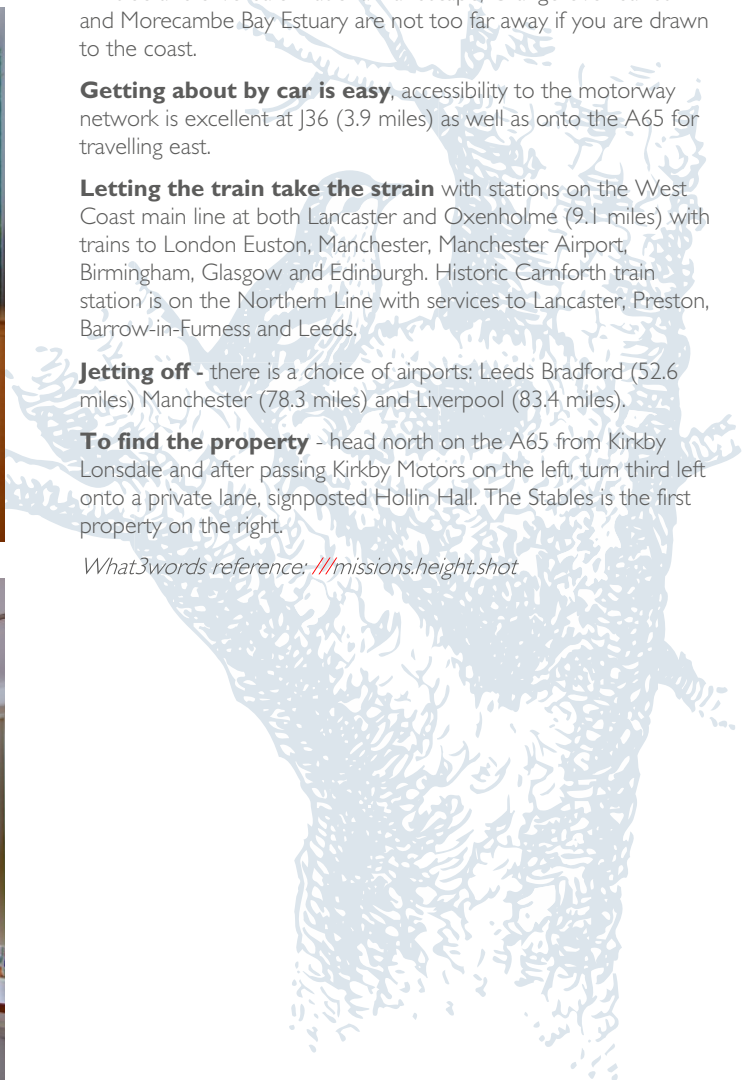 and Morecambe Bay Estuary are not too far away if you are drawn
to the coast.
Getting about by car is easy, accessibility to the motorway
network is excellent at J36 (3.9 miles) as well as onto the A65 for
travelling east.
Letting the train take the strain with stations on the West
Coast main line at both Lancaster and Oxenholme (9.1 miles) with
trains to London Euston, Manchester, Manchester Airport,
Birmingham, Glasgow and Edinburgh. Historic Carnforth train
station is on the Northern Line with services to Lancaster, Preston,
Barrow-in-Furness and Leeds.
Jetting off - there is a choice of airports: Leeds Bradford (52.6
miles) Manchester (78.3 miles) and Liverpool (83.4 miles).
To find the property - head north on the A65 from Kirkby
Lonsdale and after passing Kirkby Motors on the left, turn third left
onto a private lane, signposted Hollin Hall. The Stables is the first
property on the right.
What3words reference: ///missions.height.shot